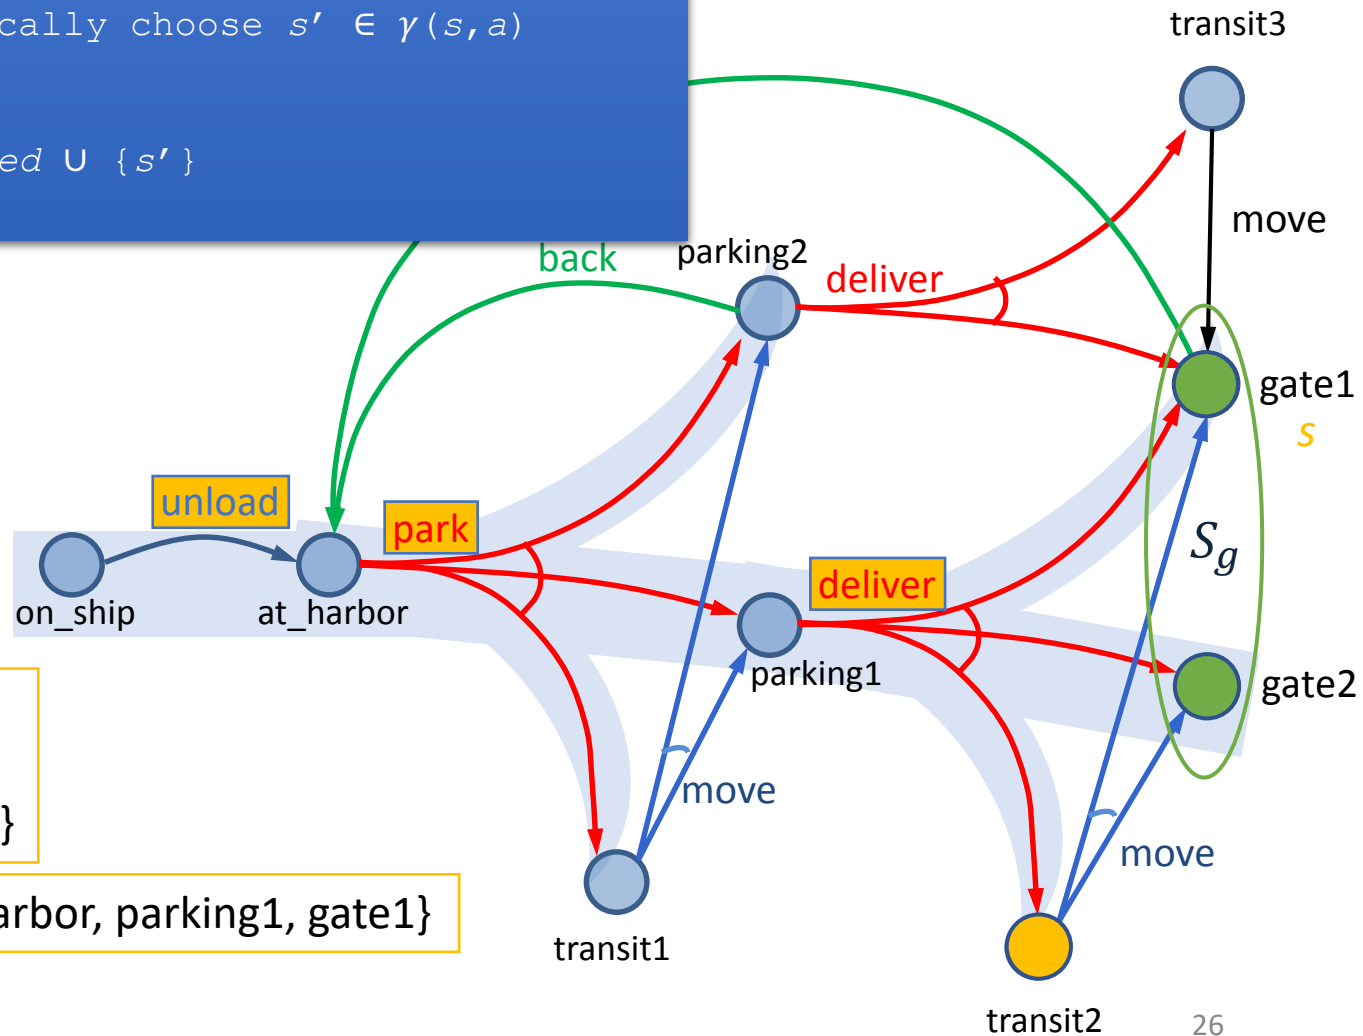 cally choose s′ ∈ γ(s,a)
ed ∪ {s′}
transit3
move
back
parking2
deliver
gate1
s
unload
park
S_g
deliver
on_ship
at_harbor
parking1
gate2
move
}
move
arbor, parking1, gate1}
transit1
transit2
26